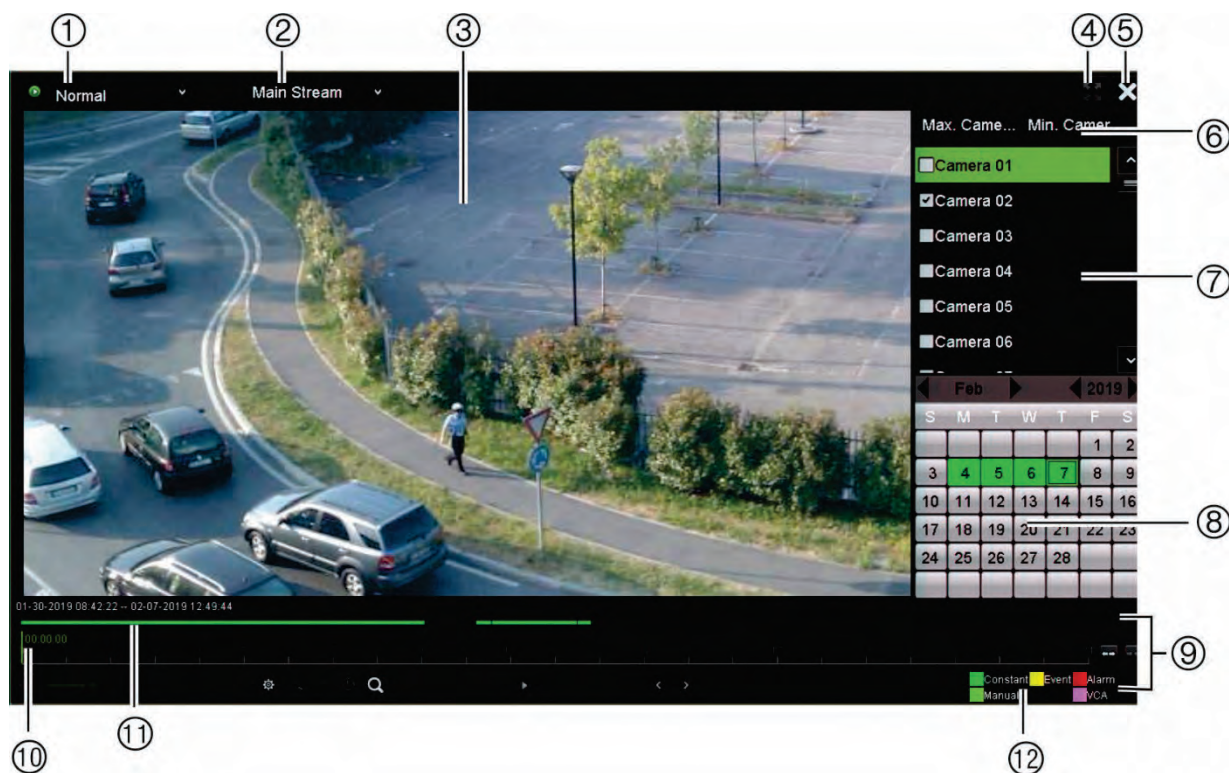 ① ② ③ ④ ⑤
Normal Main Stream
Max. Came... Min. Camer
⑥
Camera 01
Camera 02
Camera 03
Camera 04
⑦
Camera 05
Camera 06
Feb 2019
S M T W T F S
1 2
3 4 5 6 7 8 9
10 11 12 13 14 15 16
17 18 19 20 21 22 23
⑧
24 25 26 27 28
01-30-2019 08:42:22 -- 02-07-2019 12:49:44
00:00:00
⑨
Constant Event Alarm
Manual VCA
⑩ ⑪ ⑫